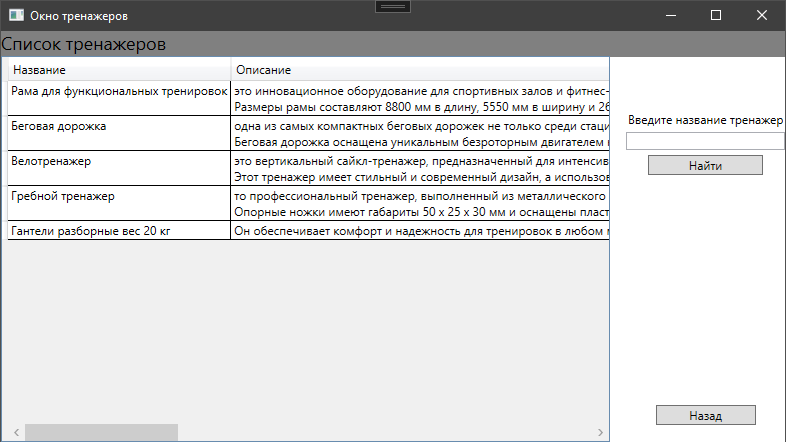 Окно тренажеров
Список тренажеров
Название Описание
Рама для функциональных тренировок это инновационное оборудование для спортивных залов и фитнес-
Размеры рамы составляют 8800 мм в длину, 5550 мм в ширину и 26
Беговая дорожка одна из самых компактных беговых дорожек не только среди стаци
Беговая дорожка оснащена уникальным безроторным двигателем
Велотренажер это вертикальный сайкл-тренажер, предназначенный для интенсив
Этот тренажер имеет стильный и современный дизайн, а использов
Гребной тренажер то профессиональный тренажер, выполненный из металлического
Опорные ножки имеют габариты 50 x 25 x 30 мм и оснащены пласт
Гантели разборные вес 20 кг Он обеспечивает комфорт и надежность для тренировок в любом
Введите название тренажер
Найти
Назад